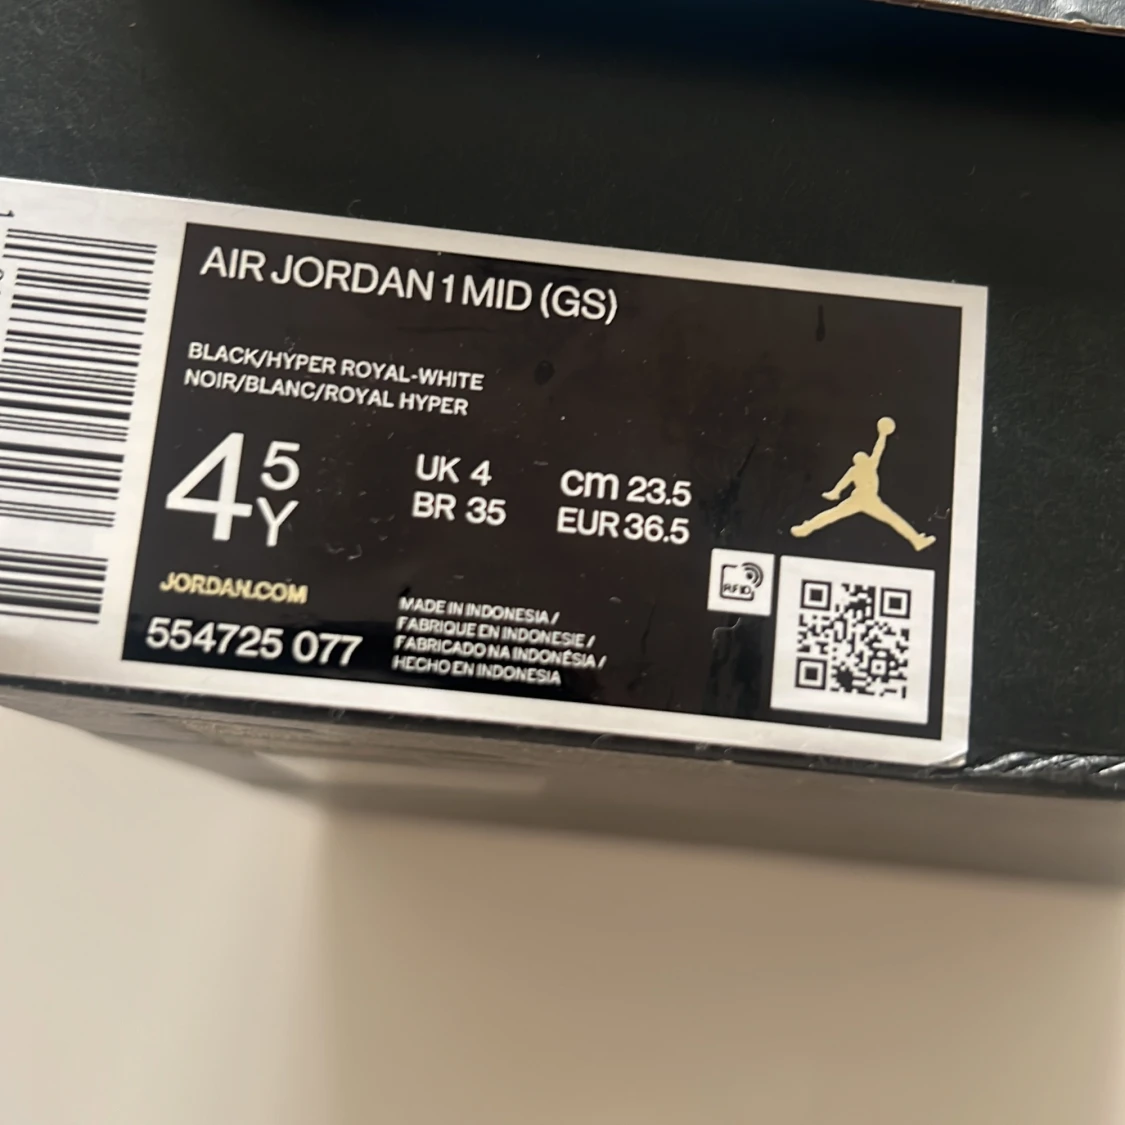 AIR JORDAN 1 MID (GS)
BLACK/HYPER ROYAL-WHITE
NOIR/BLANC/ROYAL HYPER
4 5 Y
UK 4
BR 35
cm 23.5
EUR 36.5
JORDAN.COM
554725 077
MADE IN INDONESIA /
FABRIQUE EN INDONESIE /
FABRICADO NA INDONÉSIA /
HECHO EN INDONESIA
RFID